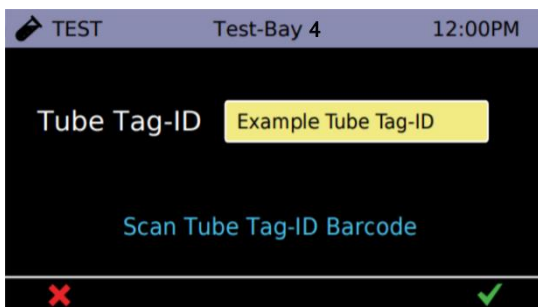 TEST Test-Bay 4 12:00PM
Tube Tag-ID Example Tube Tag-ID
Scan Tube Tag-ID Barcode